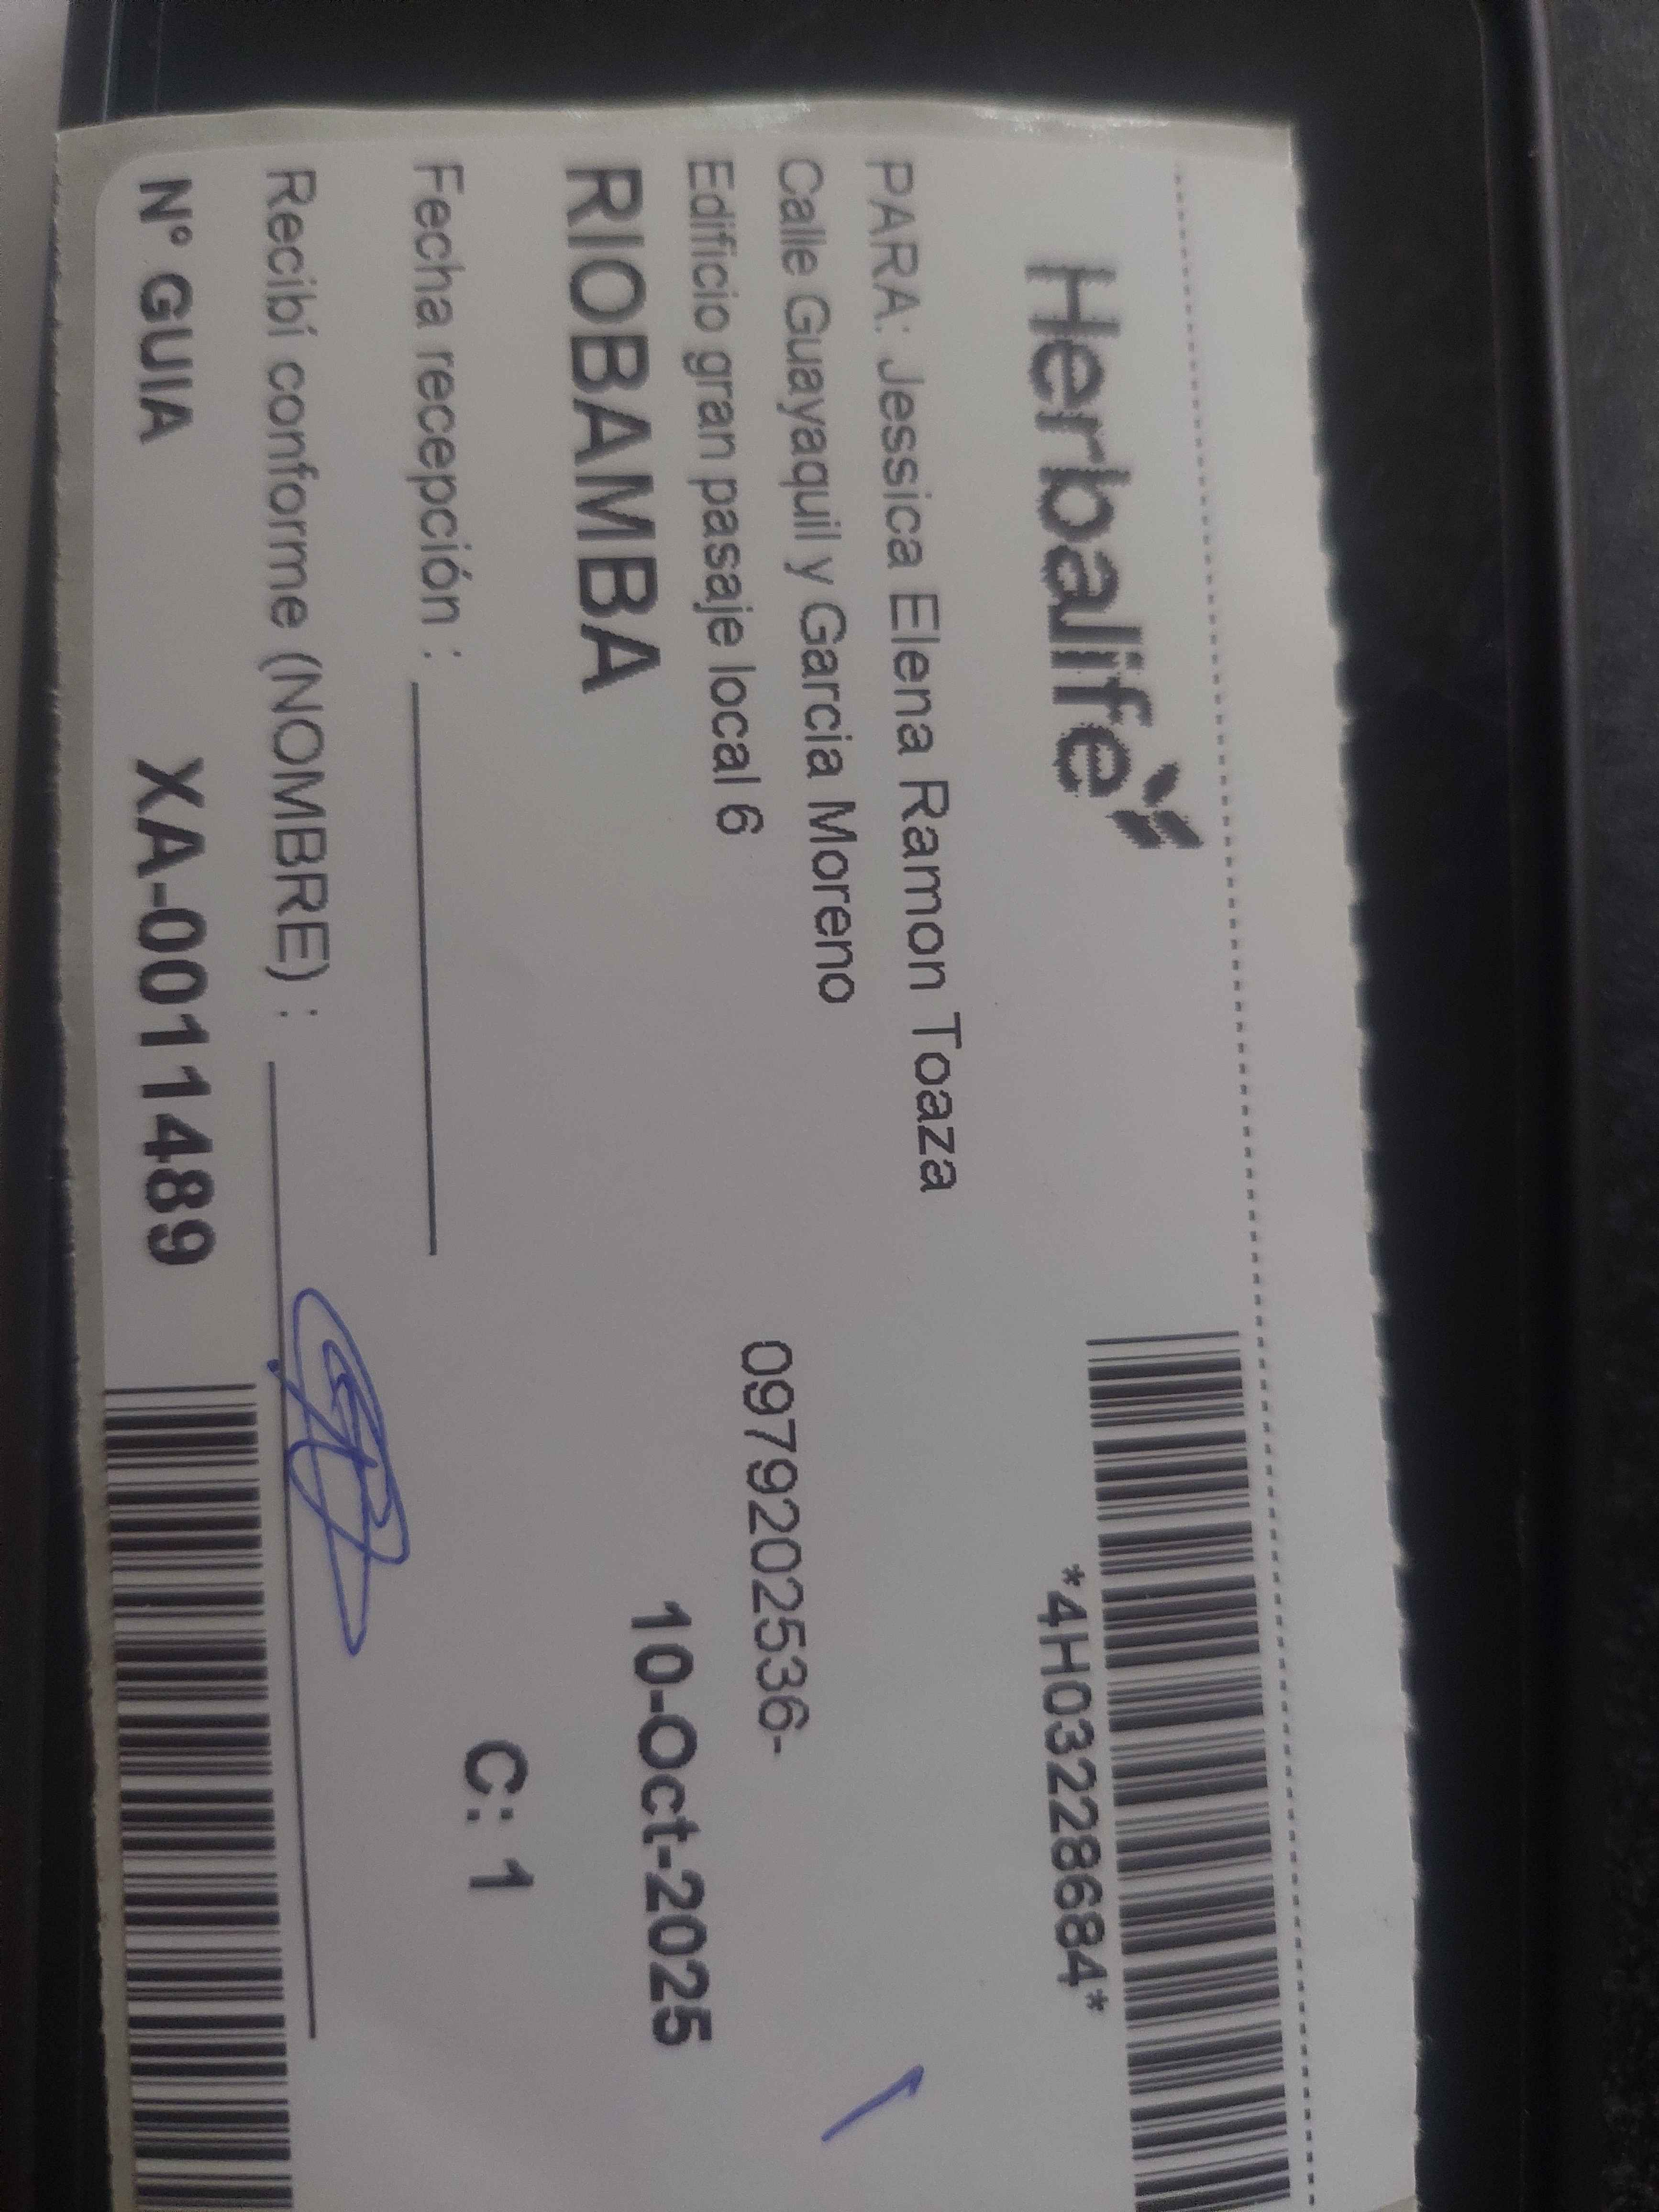 Herbalife
*4H03228684*
PARA: Jessica Elena Ramon Toaza
Calle Guayaquil y Garcia Moreno
0979202536-
Edificio gran pasaje local 6
RIOBAMBA
10-Oct-2025
C: 1
Fecha recepción :
Recibí conforme (NOMBRE) :
N° GUIA XA-0011489